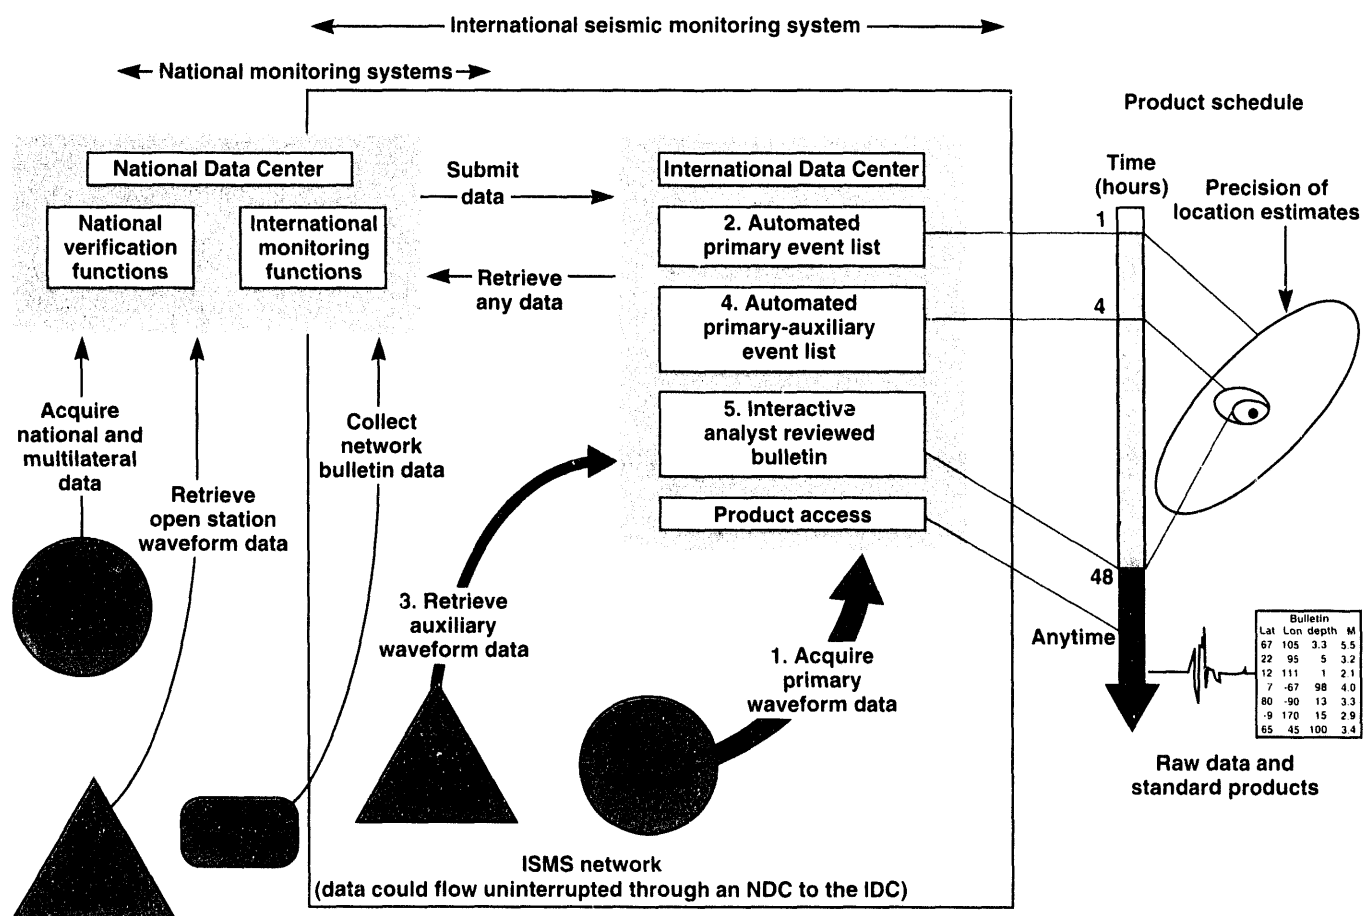 International seismic monitoring system
National monitoring systems
Product schedule
National Data Center
National
verification
functions
International
monitoring
functions
Submit
data
Retrieve
any data
International Data Center
2. Automated
primary event list
4. Automated
primary-auxiliary
event list
5. Interactive
analyst reviewed
bulletin
Product access
Time
(hours)
1
4
48
Anytime
Precision of
location estimates
Acquire
national and
multilateral
data
Retrieve
open station
waveform data
Collect
network
bulletin data
3. Retrieve
auxiliary
waveform data
1. Acquire
primary
waveform data
Bulletin
Lat Lon depth M
67 105 3.3 5.5
22 95 5 3.2
12 111 1 2.1
7 -67 98 4.0
80 -90 13 3.3
-9 170 15 2.9
65 45 100 3.4
Raw data and
standard products
ISMS network
(data could flow uninterrupted through an NDC to the IDC)